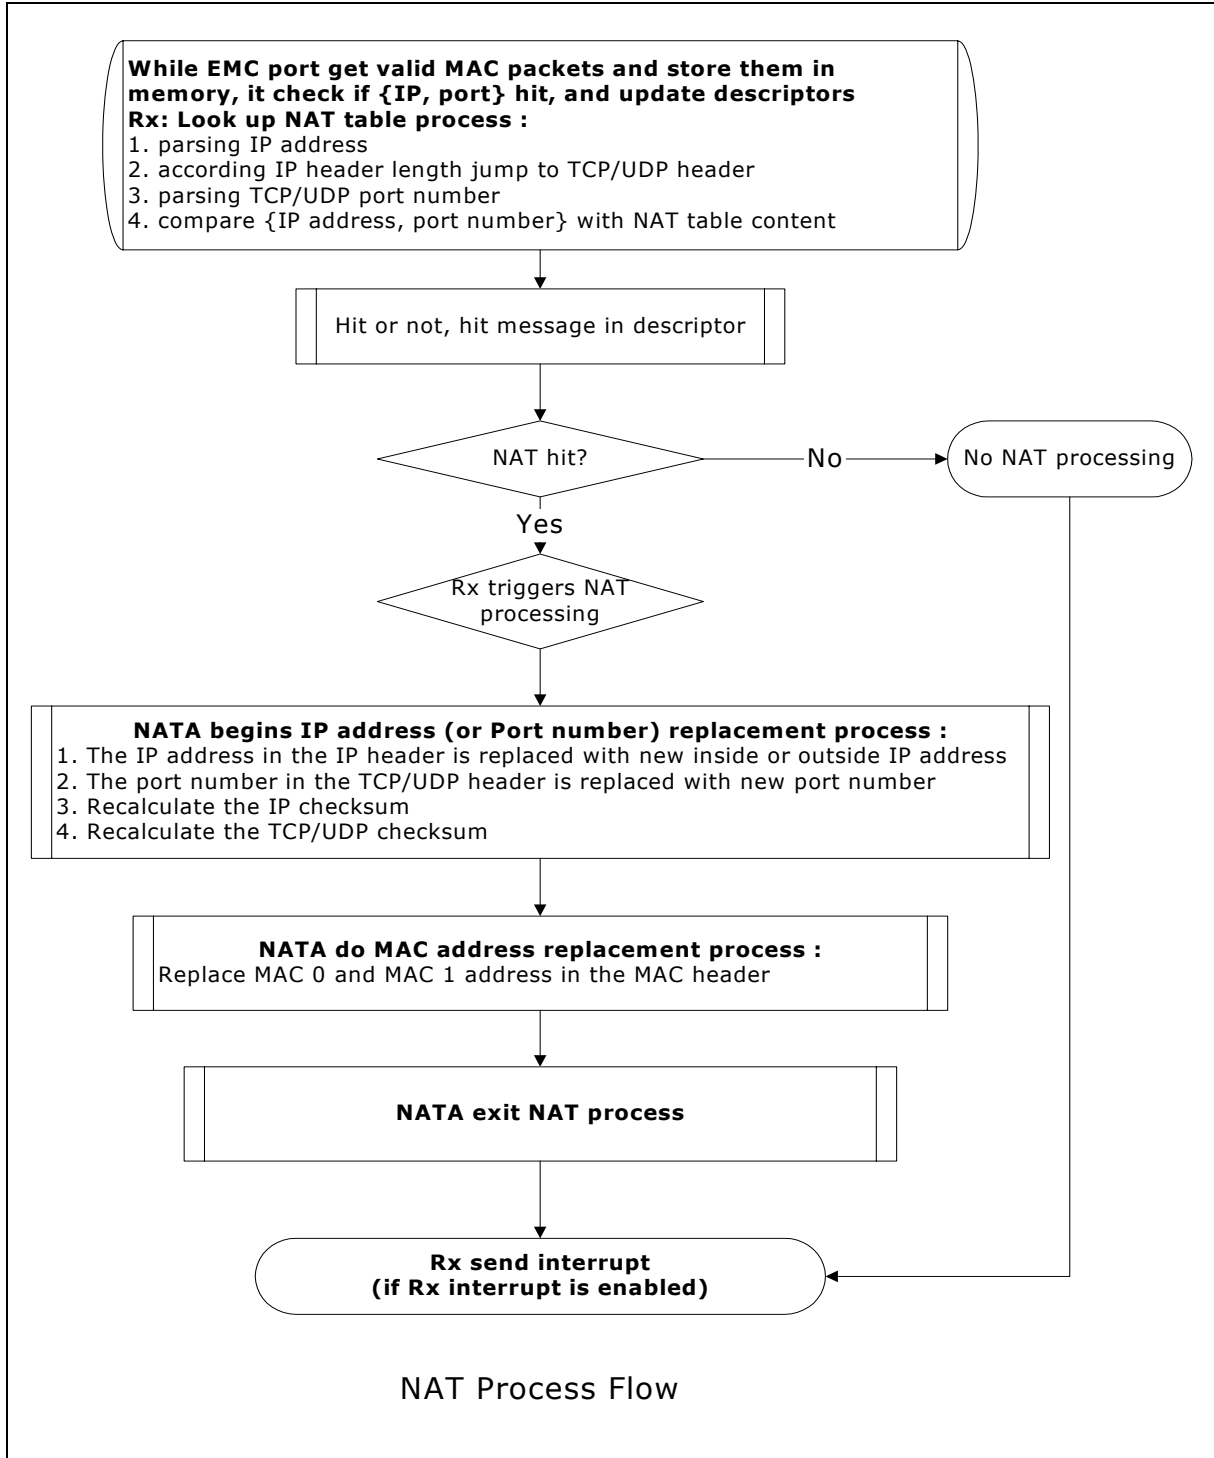 While EMC port get valid MAC packets and store them in
memory, it check if {IP, port} hit, and update descriptors
Rx: Look up NAT table process :
1. parsing IP address
2. according IP header length jump to TCP/UDP header
3. parsing TCP/UDP port number
4. compare {IP address, port number} with NAT table content
Hit or not, hit message in descriptor
NAT hit?
No
No NAT processing
Yes
Rx triggers NAT
processing
NATA begins IP address (or Port number) replacement process :
1. The IP address in the IP header is replaced with new inside or outside IP address
2. The port number in the TCP/UDP header is replaced with new port number
3. Recalculate the IP checksum
4. Recalculate the TCP/UDP checksum
NATA do MAC address replacement process :
Replace MAC 0 and MAC 1 address in the MAC header
NATA exit NAT process
Rx send interrupt
(if Rx interrupt is enabled)
NAT Process Flow